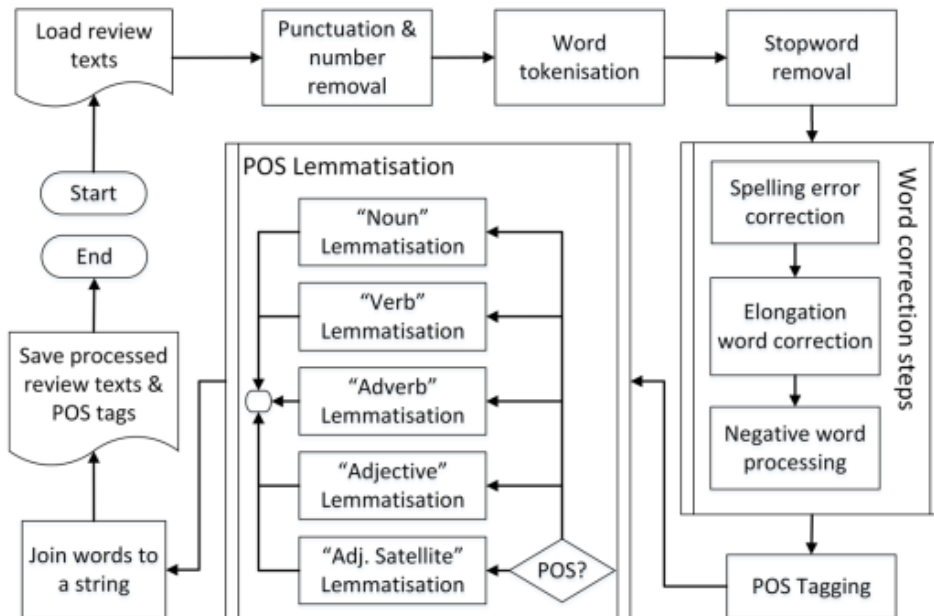 Load review
texts
Punctuation &
number
removal
Word
tokenisation
Stopword
removal
Start
End
Save processed
review texts &
POS tags
Join words to
a string
POS Lemmatisation
“Noun”
Lemmatisation
“Verb”
Lemmatisation
“Adverb”
Lemmatisation
“Adjective”
Lemmatisation
“Adj. Satellite”
Lemmatisation
POS?
Word correction steps
Spelling error
correction
Elongation
word correction
Negative word
processing
POS Tagging